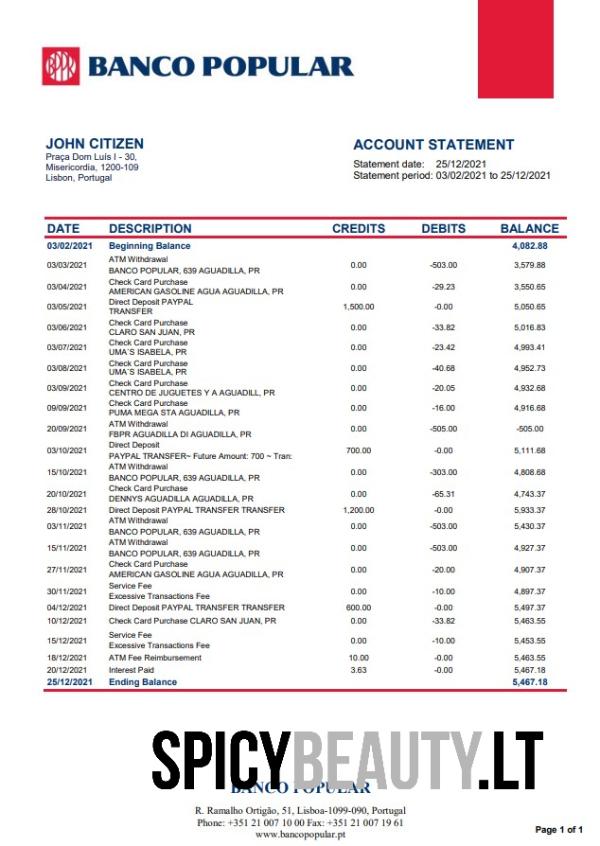 BANCO POPULAR
JOHN CITIZEN
Praça Dom Luís I - 30,
Misericordia, 1200-109
Lisbon, Portugal
ACCOUNT STATEMENT
Statement date: 25/12/2021
Statement period: 03/02/2021 to 25/12/2021
DATE DESCRIPTION CREDITS DEBITS BALANCE
03/02/2021 Beginning Balance 4,082.88
03/03/2021 ATM Withdrawal
BANCO POPULAR, 639 AGUADILLA, PR 0.00 -503.00 3,579.88
03/04/2021 Check Card Purchase
AMERICAN GASOLINE AGUA AGUADILLA, PR 0.00 -29.23 3,550.65
03/05/2021 Direct Deposit PAYPAL
TRANSFER 1,500.00 -0.00 5,050.65
03/06/2021 Check Card Purchase
CLARO SAN JUAN, PR 0.00 -33.82 5,016.83
03/07/2021 Check Card Purchase
UMA`S ISABELA, PR 0.00 -23.42 4,993.41
03/08/2021 Check Card Purchase
UMA`S ISABELA, PR 0.00 -40.68 4,952.73
03/09/2021 Check Card Purchase
CENTRO DE JUGUETES Y A AGUADILL, PR 0.00 -20.05 4,932.68
09/09/2021 Check Card Purchase
PUMA MEGA STA AGUADILLA, PR 0.00 -16.00 4,916.68
20/09/2021 ATM Withdrawal
FBPR AGUADILLA DI AGUADILLA, PR 0.00 -505.00 -505.00
03/10/2021 Direct Deposit
PAYPAL TRANSFER~ Future Amount: 700 ~ Tran: 700.00 -0.00 5,111.68
15/10/2021 ATM Withdrawal
BANCO POPULAR, 639 AGUADILLA, PR 0.00 -303.00 4,808.68
20/10/2021 Check Card Purchase
DENNYS AGUADILLA AGUADILLA, PR 0.00 -65.31 4,743.37
28/10/2021 Direct Deposit PAYPAL TRANSFER TRANSFER 1,200.00 -0.00 5,933.37
03/11/2021 ATM Withdrawal
BANCO POPULAR, 639 AGUADILLA, PR 0.00 -503.00 5,430.37
15/11/2021 ATM Withdrawal
BANCO POPULAR, 639 AGUADILLA, PR 0.00 -503.00 4,927.37
27/11/2021 Check Card Purchase
AMERICAN GASOLINE AGUA AGUADILLA, PR 0.00 -20.00 4,907.37
30/11/2021 Service Fee
Excessive Transactions Fee 0.00 -10.00 4,897.37
04/12/2021 Direct Deposit PAYPAL TRANSFER TRANSFER 600.00 -0.00 5,497.37
10/12/2021 Check Card Purchase CLARO SAN JUAN, PR 0.00 -33.82 5,463.55
15/12/2021 Service Fee
Excessive Transactions Fee 0.00 -10.00 5,453.55
18/12/2021 ATM Fee Reimbursement 10.00 -0.00 5,463.55
20/12/2021 Interest Paid 3.63 -0.00 5,467.18
25/12/2021 Ending Balance 5,467.18
SPICYBEAUTY.LT
BANCO POPULAR
R. Ramalho Ortigão, 51, Lisboa-1099-090, Portugal
Phone: +351 21 007 10 00 Fax: +351 21 007 19 61
www.bancopopular.pt
Page 1 of 1